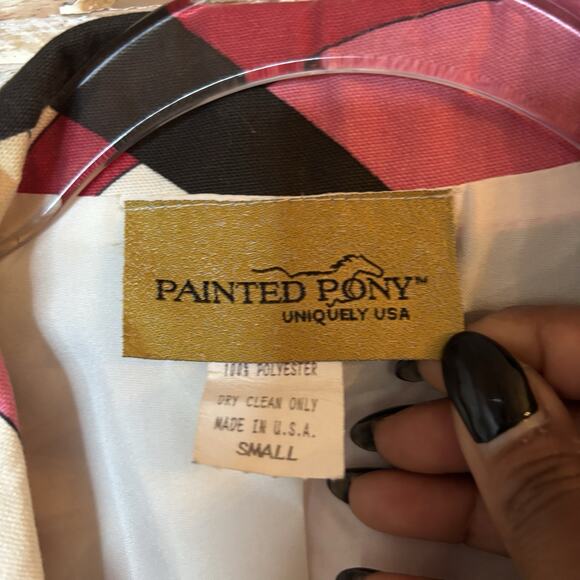 PAINTED PONY™
UNIQUELY USA
100% POLYESTER
DRY CLEAN ONLY
MADE IN U.S.A.
SMALL